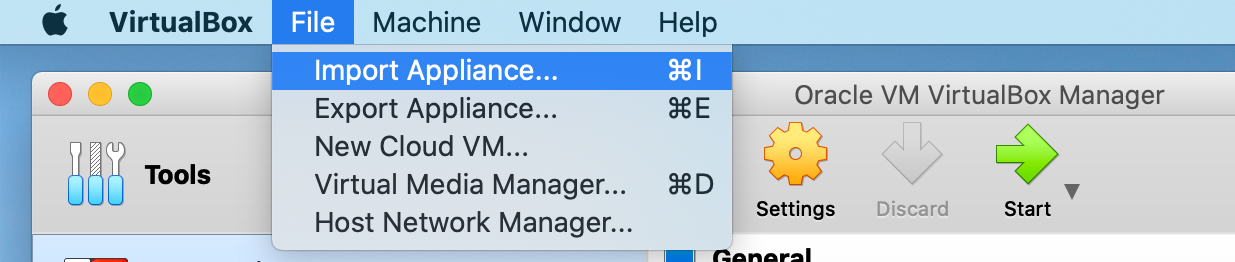 VirtualBox File Machine Window Help
Import Appliance... ⌘I
Export Appliance... ⌘E
New Cloud VM...
Virtual Media Manager... ⌘D
Host Network Manager...
Oracle VM VirtualBox Manager
Tools
Settings Discard Start
General